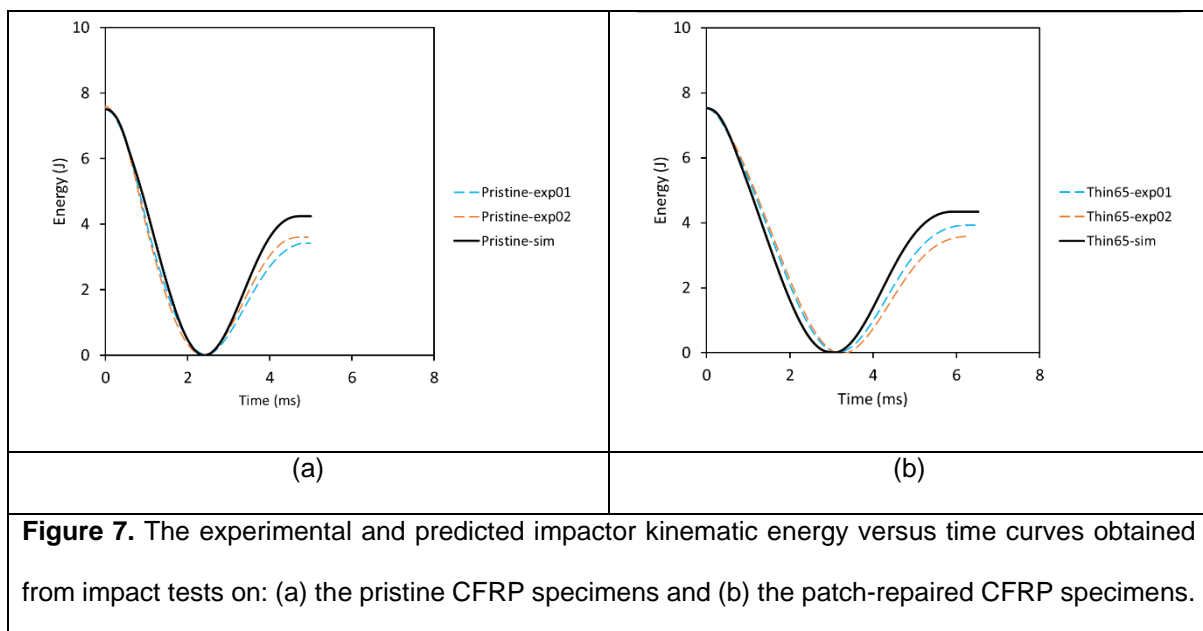 10
8
6
4
2
0
Energy (J)
0 2 4 6 8
Time (ms)
Pristine-exp01
Pristine-exp02
Pristine-sim
10
8
6
4
2
0
Energy (J)
0 2 4 6 8
Time (ms)
Thin65-exp01
Thin65-exp02
Thin65-sim
(a) (b)
Figure 7. The experimental and predicted impactor kinematic energy versus time curves obtained
from impact tests on: (a) the pristine CFRP specimens and (b) the patch-repaired CFRP specimens.